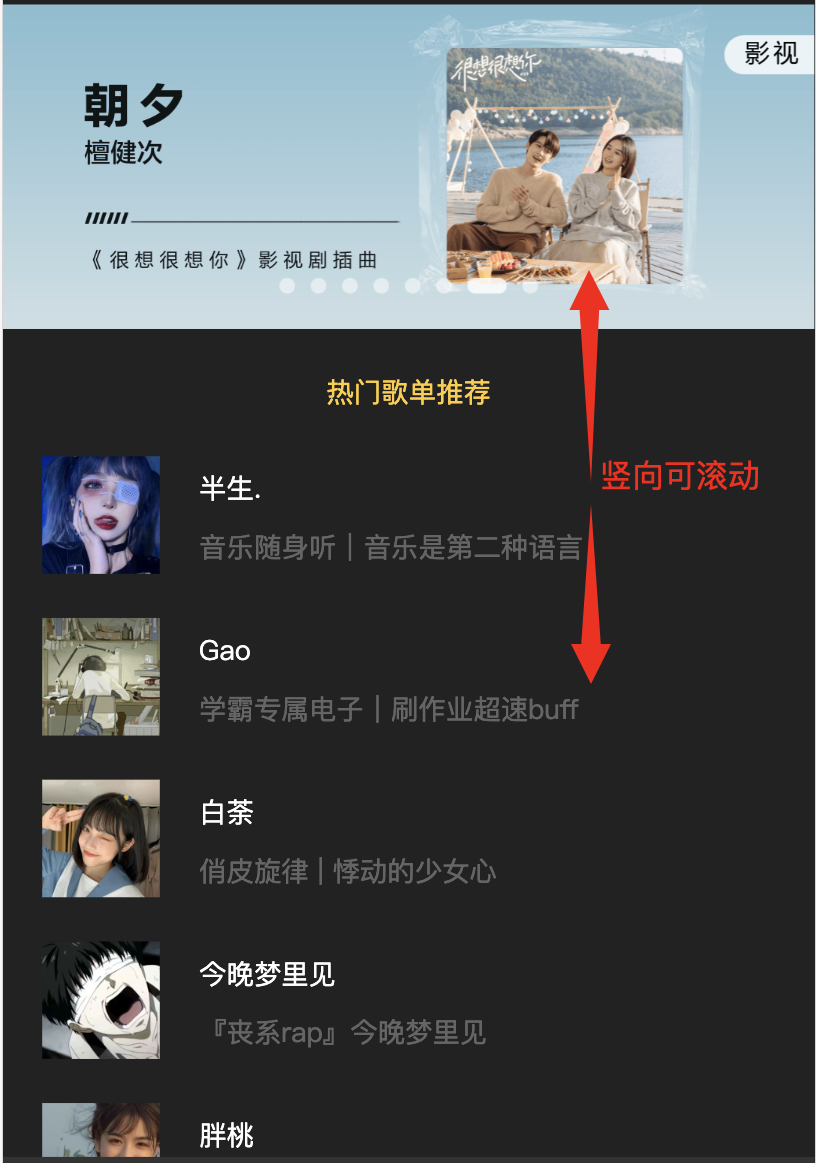 影视
很想很想你
朝夕
檀健次
《很想很想你》影视剧插曲
热门歌单推荐
半生.
竖向可滚动
音乐随身听｜音乐是第二种语言
Gao
学霸专属电子｜刷作业超速buff
白荼
俏皮旋律 | 悸动的少女心
今晚梦里见
『丧系rap』今晚梦里见
胖桃